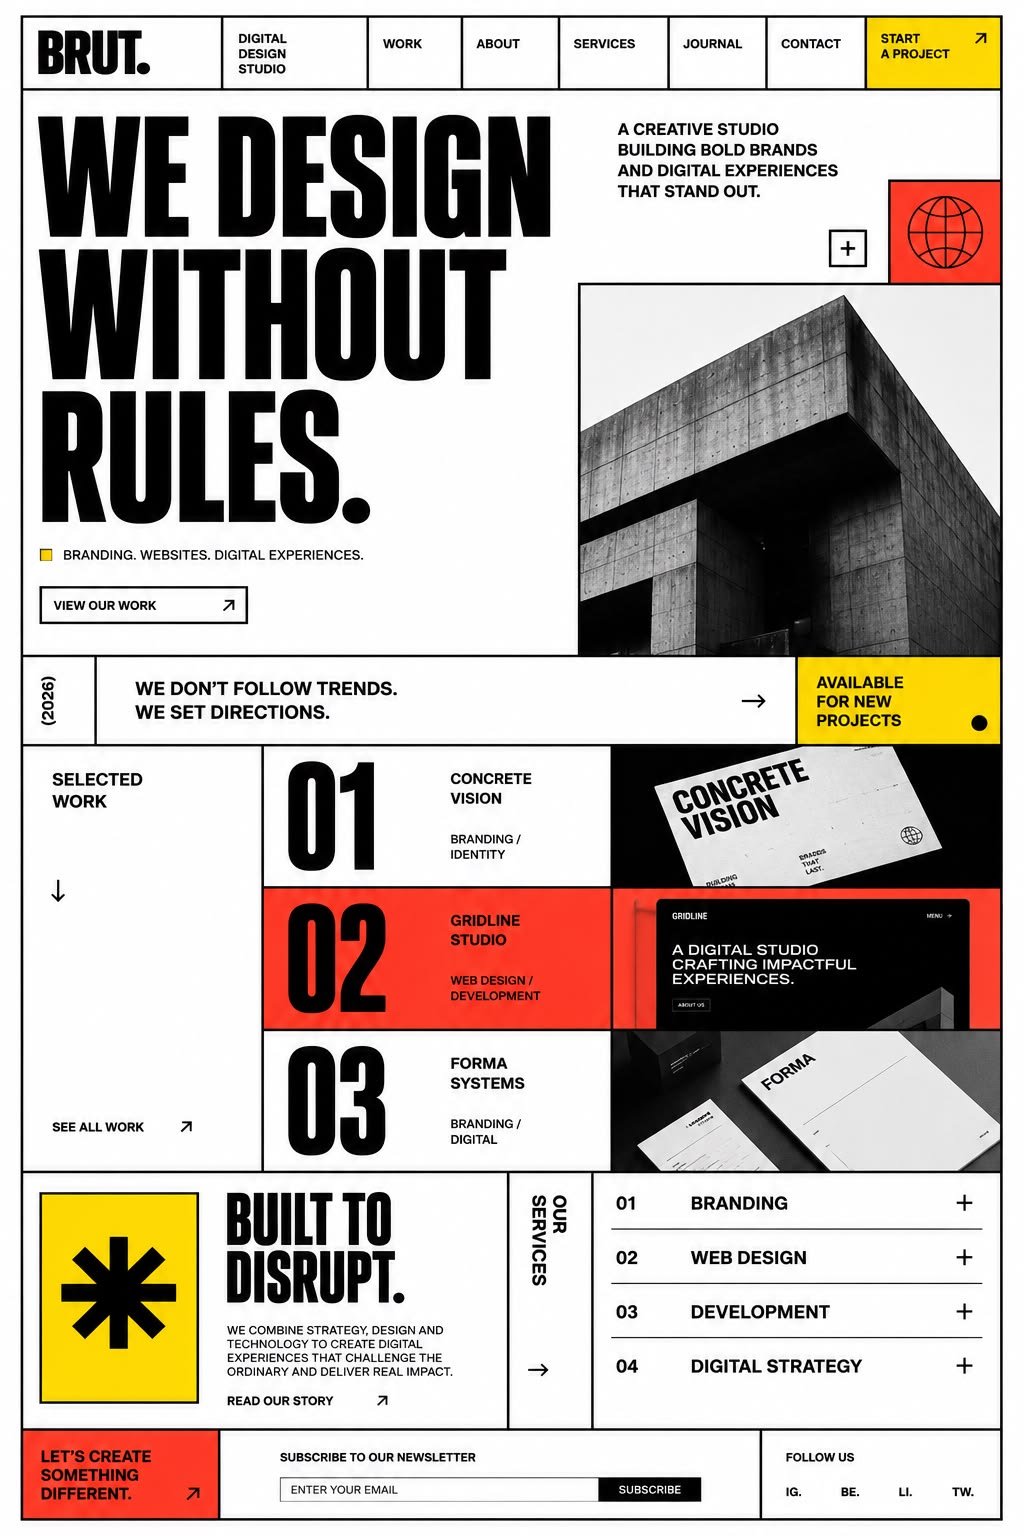 BRUT.
DIGITAL
DESIGN
STUDIO
WORK
ABOUT
SERVICES
JOURNAL
CONTACT
START
A PROJECT
WE DESIGN
WITHOUT
RULES.
A CREATIVE STUDIO
BUILDING BOLD BRANDS
AND DIGITAL EXPERIENCES
THAT STAND OUT.
BRANDING. WEBSITES. DIGITAL EXPERIENCES.
VIEW OUR WORK
(2026)
WE DON'T FOLLOW TRENDS.
WE SET DIRECTIONS.
AVAILABLE
FOR NEW
PROJECTS
SELECTED
WORK
SEE ALL WORK
01
CONCRETE
VISION
BRANDING /
IDENTITY
CONCRETE
VISION
BRANDS
THAT
LAST.
BUILDING
02
GRIDLINE
STUDIO
WEB DESIGN /
DEVELOPMENT
GRIDLINE
MENU
A DIGITAL STUDIO
CRAFTING IMPACTFUL
EXPERIENCES.
ABOUT US
03
FORMA
SYSTEMS
BRANDING /
DIGITAL
FORMA
BUILT TO
DISRUPT.
WE COMBINE STRATEGY, DESIGN AND
TECHNOLOGY TO CREATE DIGITAL
EXPERIENCES THAT CHALLENGE THE
ORDINARY AND DELIVER REAL IMPACT.
READ OUR STORY
OUR
SERVICES
01 BRANDING +
02 WEB DESIGN +
03 DEVELOPMENT +
04 DIGITAL STRATEGY +
LET'S CREATE
SOMETHING
DIFFERENT.
SUBSCRIBE TO OUR NEWSLETTER
ENTER YOUR EMAIL
SUBSCRIBE
FOLLOW US
IG. BE. LI. TW.